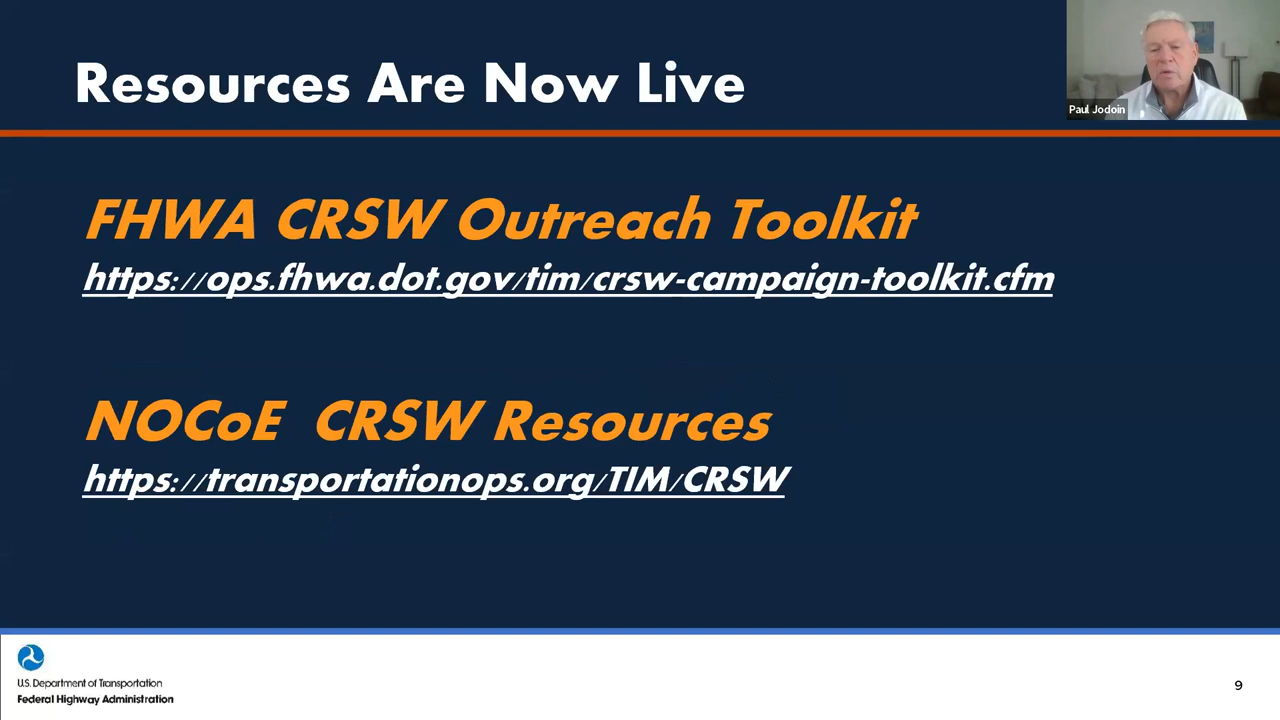 Resources Are Now Live
Paul Jodoin
FHWA CRSW Outreach Toolkit
https://ops.fhwa.dot.gov/tim/crsw-campaign-toolkit.cfm
NOCoE CRSW Resources
https://transportationops.org/TIM/CRSW
U.S. Department of Transportation
Federal Highway Administration
9